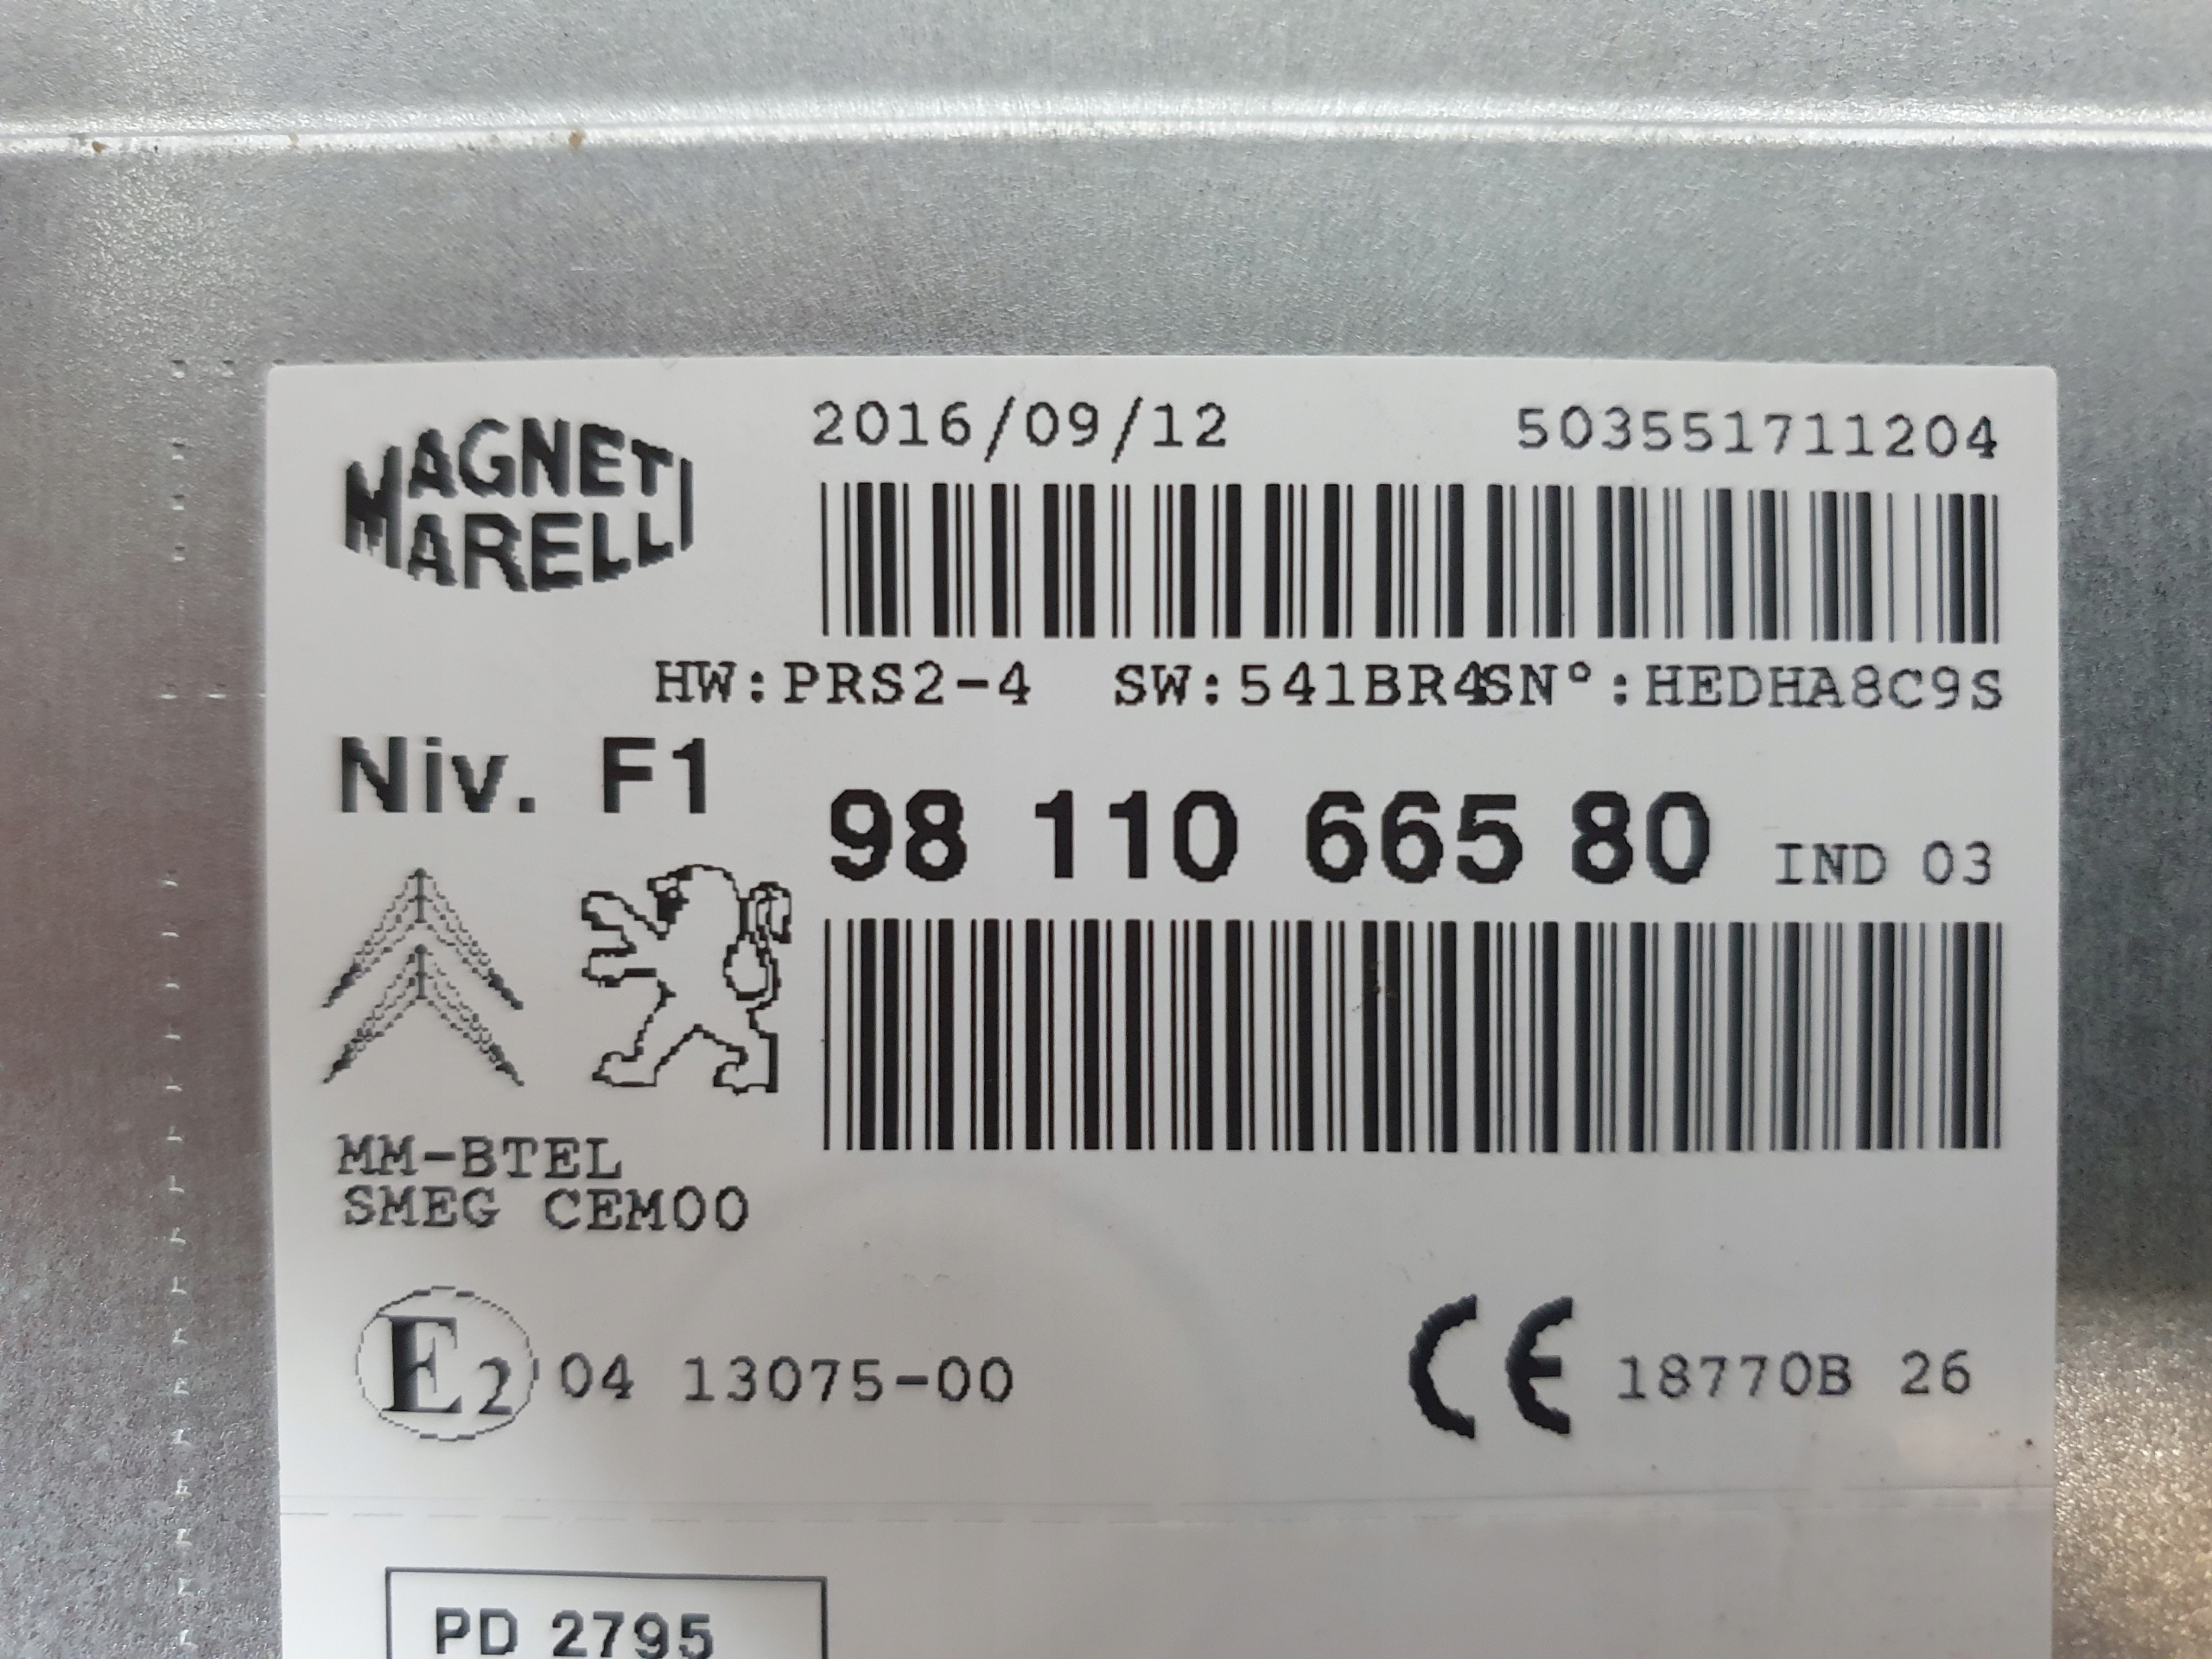 MAGNETI
MARELLI
2016/09/12 503551711204
HW:PRS2-4 SW:541BR4SN°:HEDHA8C9S
Niv. F1
98 110 665 80 IND 03
MM-BTEL
SMEG CEM00
E2 04 13075-00
CE 18770B 26
PD 2795